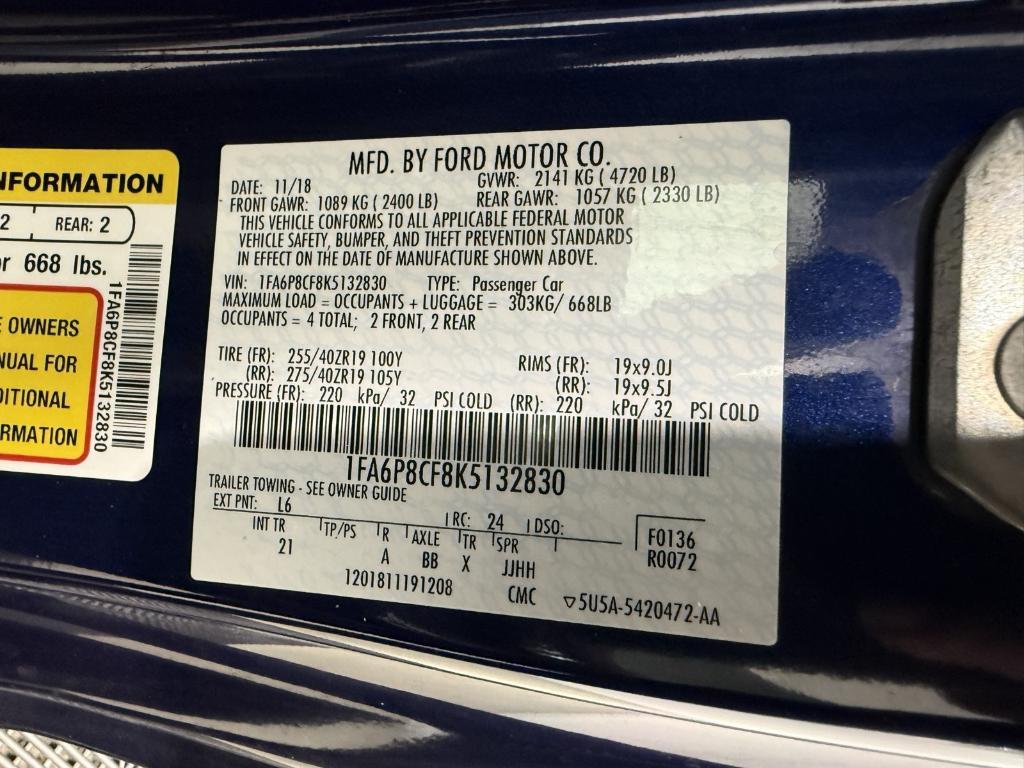 NFORMATION
2 REAR: 2
or 668 lbs.
E OWNERS
NUAL FOR
DITIONAL
RMATION
1FA6P8CF8K5132830
MFD. BY FORD MOTOR CO.
DATE: 11/18 GVWR: 2141 KG ( 4720 LB)
FRONT GAWR: 1089 KG ( 2400 LB) REAR GAWR: 1057 KG ( 2330 LB)
THIS VEHICLE CONFORMS TO ALL APPLICABLE FEDERAL MOTOR
VEHICLE SAFETY, BUMPER, AND THEFT PREVENTION STANDARDS
IN EFFECT ON THE DATE OF MANUFACTURE SHOWN ABOVE.
VIN: 1FA6P8CF8K5132830 TYPE: Passenger Car
MAXIMUM LOAD = OCCUPANTS + LUGGAGE = 303KG/ 668LB
OCCUPANTS = 4 TOTAL; 2 FRONT, 2 REAR
TIRE (FR): 255/40ZR19 100Y RIMS (FR): 19x9.0J
(RR): 275/40ZR19 105Y (RR): 19x9.5J
PRESSURE (FR): 220 kPa/ 32 PSI COLD (RR): 220 kPa/ 32 PSI COLD
1FA6P8CF8K5132830
TRAILER TOWING - SEE OWNER GUIDE
EXT PNT: L6 RC: 24 DSO:
INT TR TP/PS R AXLE TR SPR F0136
21 A BB X JJHH R0072
1201811191208 CMC ▽5U5A-5420472-AA